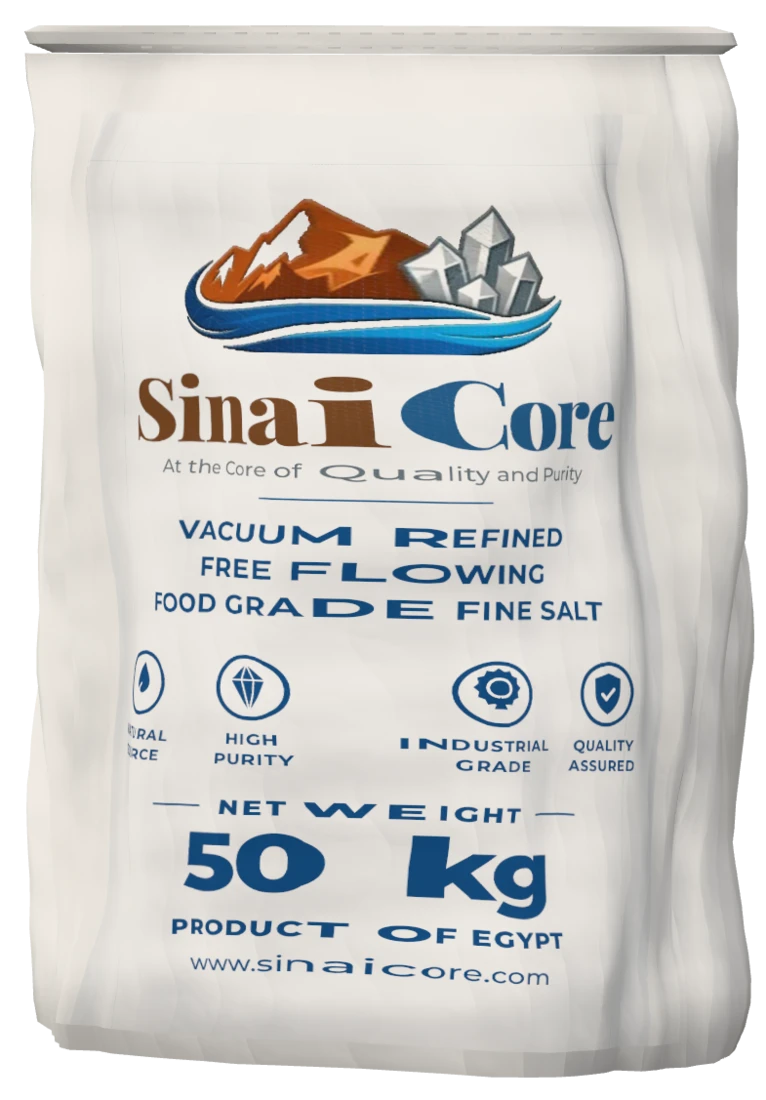 Sinai Core
At the Core of Quality and Purity
VACUUM REFINED
FREE FLOWING
FOOD GRADE FINE SALT
HIGH
PURITY
INDUSTRIAL
GRADE
QUALITY
ASSURED
NET WEIGHT
50 kg
PRODUCT OF EGYPT
www.sinaicore.com